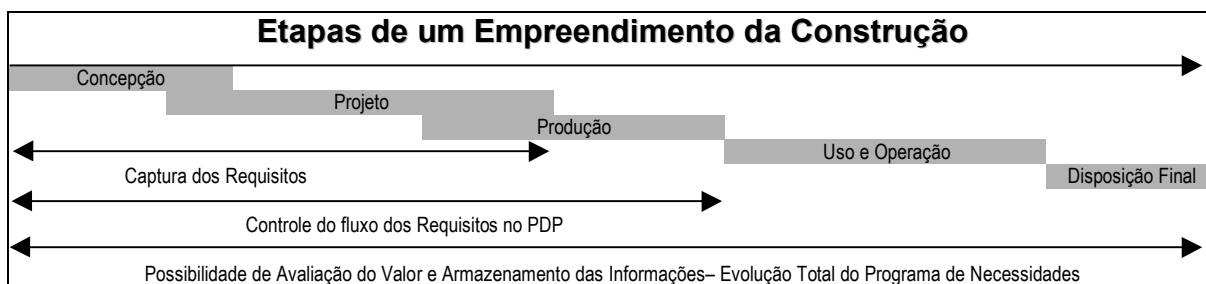 Etapas de um Empreendimento da Construção
Concepção
Projeto
Produção
Uso e Operação
Captura dos Requisitos
Disposição Final
Controle do fluxo dos Requisitos no PDP
Possibilidade de Avaliação do Valor e Armazenamento das Informações– Evolução Total do Programa de Necessidades